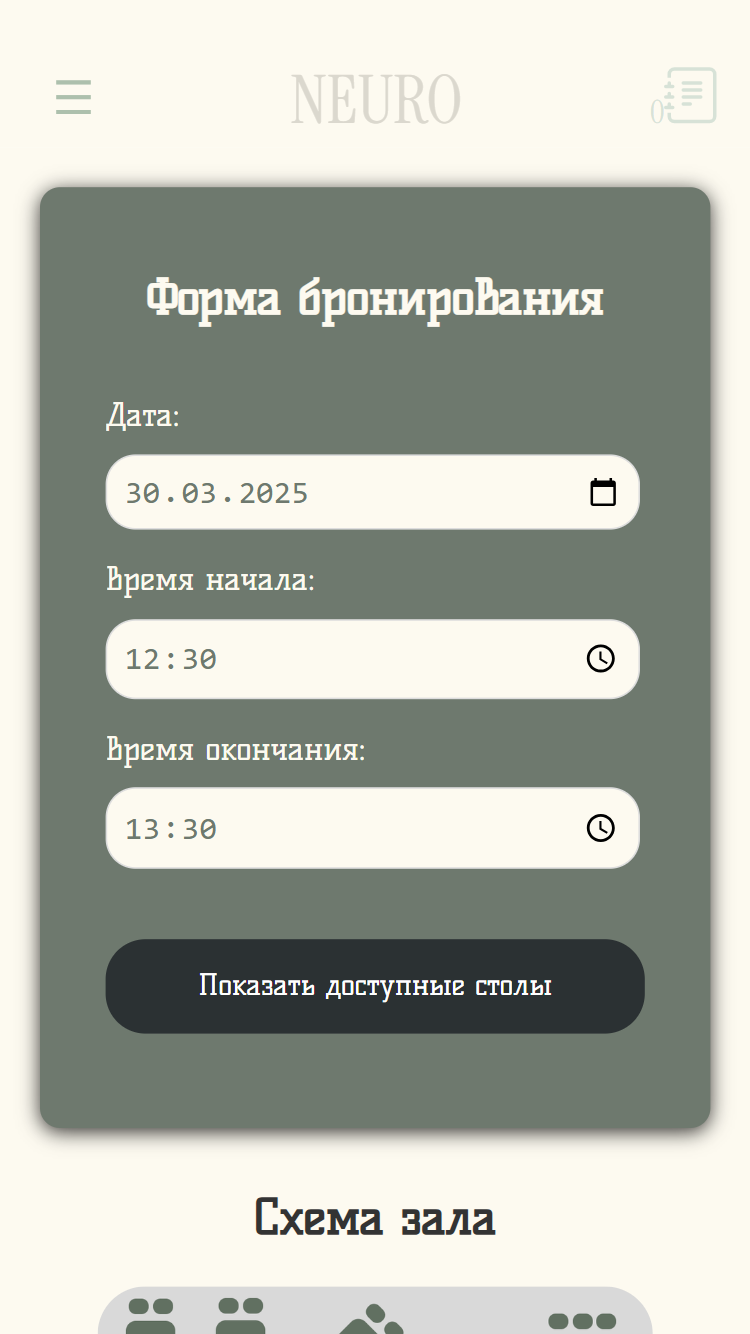 NEURO
0
Форма бронирования
Дата:
30.03.2025
Время начала:
12:30
Время окончания:
13:30
Показать доступные столы
Схема зала